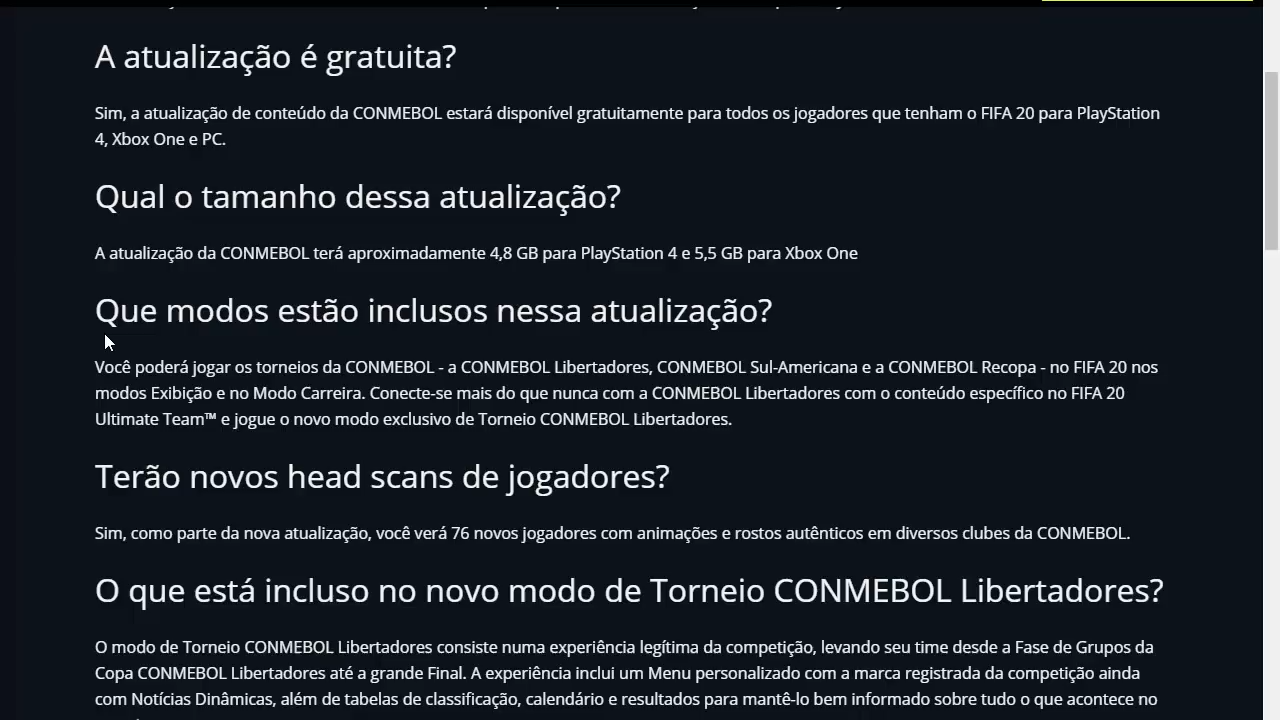 A atualização é gratuita?
Sim, a atualização de conteúdo da CONMEBOL estará disponível gratuitamente para todos os jogadores que tenham o FIFA 20 para PlayStation
4, Xbox One e PC.
Qual o tamanho dessa atualização?
A atualização da CONMEBOL terá aproximadamente 4,8 GB para PlayStation 4 e 5,5 GB para Xbox One
Que modos estão inclusos nessa atualização?
Você poderá jogar os torneios da CONMEBOL - a CONMEBOL Libertadores, CONMEBOL Sul-Americana e a CONMEBOL Recopa - no FIFA 20 nos
modos Exibição e no Modo Carreira. Conecte-se mais do que nunca com a CONMEBOL Libertadores com o conteúdo específico no FIFA 20
Ultimate Team™ e jogue o novo modo exclusivo de Torneio CONMEBOL Libertadores.
Terão novos head scans de jogadores?
Sim, como parte da nova atualização, você verá 76 novos jogadores com animações e rostos autênticos em diversos clubes da CONMEBOL.
O que está incluso no novo modo de Torneio CONMEBOL Libertadores?
O modo de Torneio CONMEBOL Libertadores consiste numa experiência legítima da competição, levando seu time desde a Fase de Grupos da
Copa CONMEBOL Libertadores até a grande Final. A experiência inclui um Menu personalizado com a marca registrada da competição ainda
com Notícias Dinâmicas, além de tabelas de classificação, calendário e resultados para mantê-lo bem informado sobre tudo o que acontece no